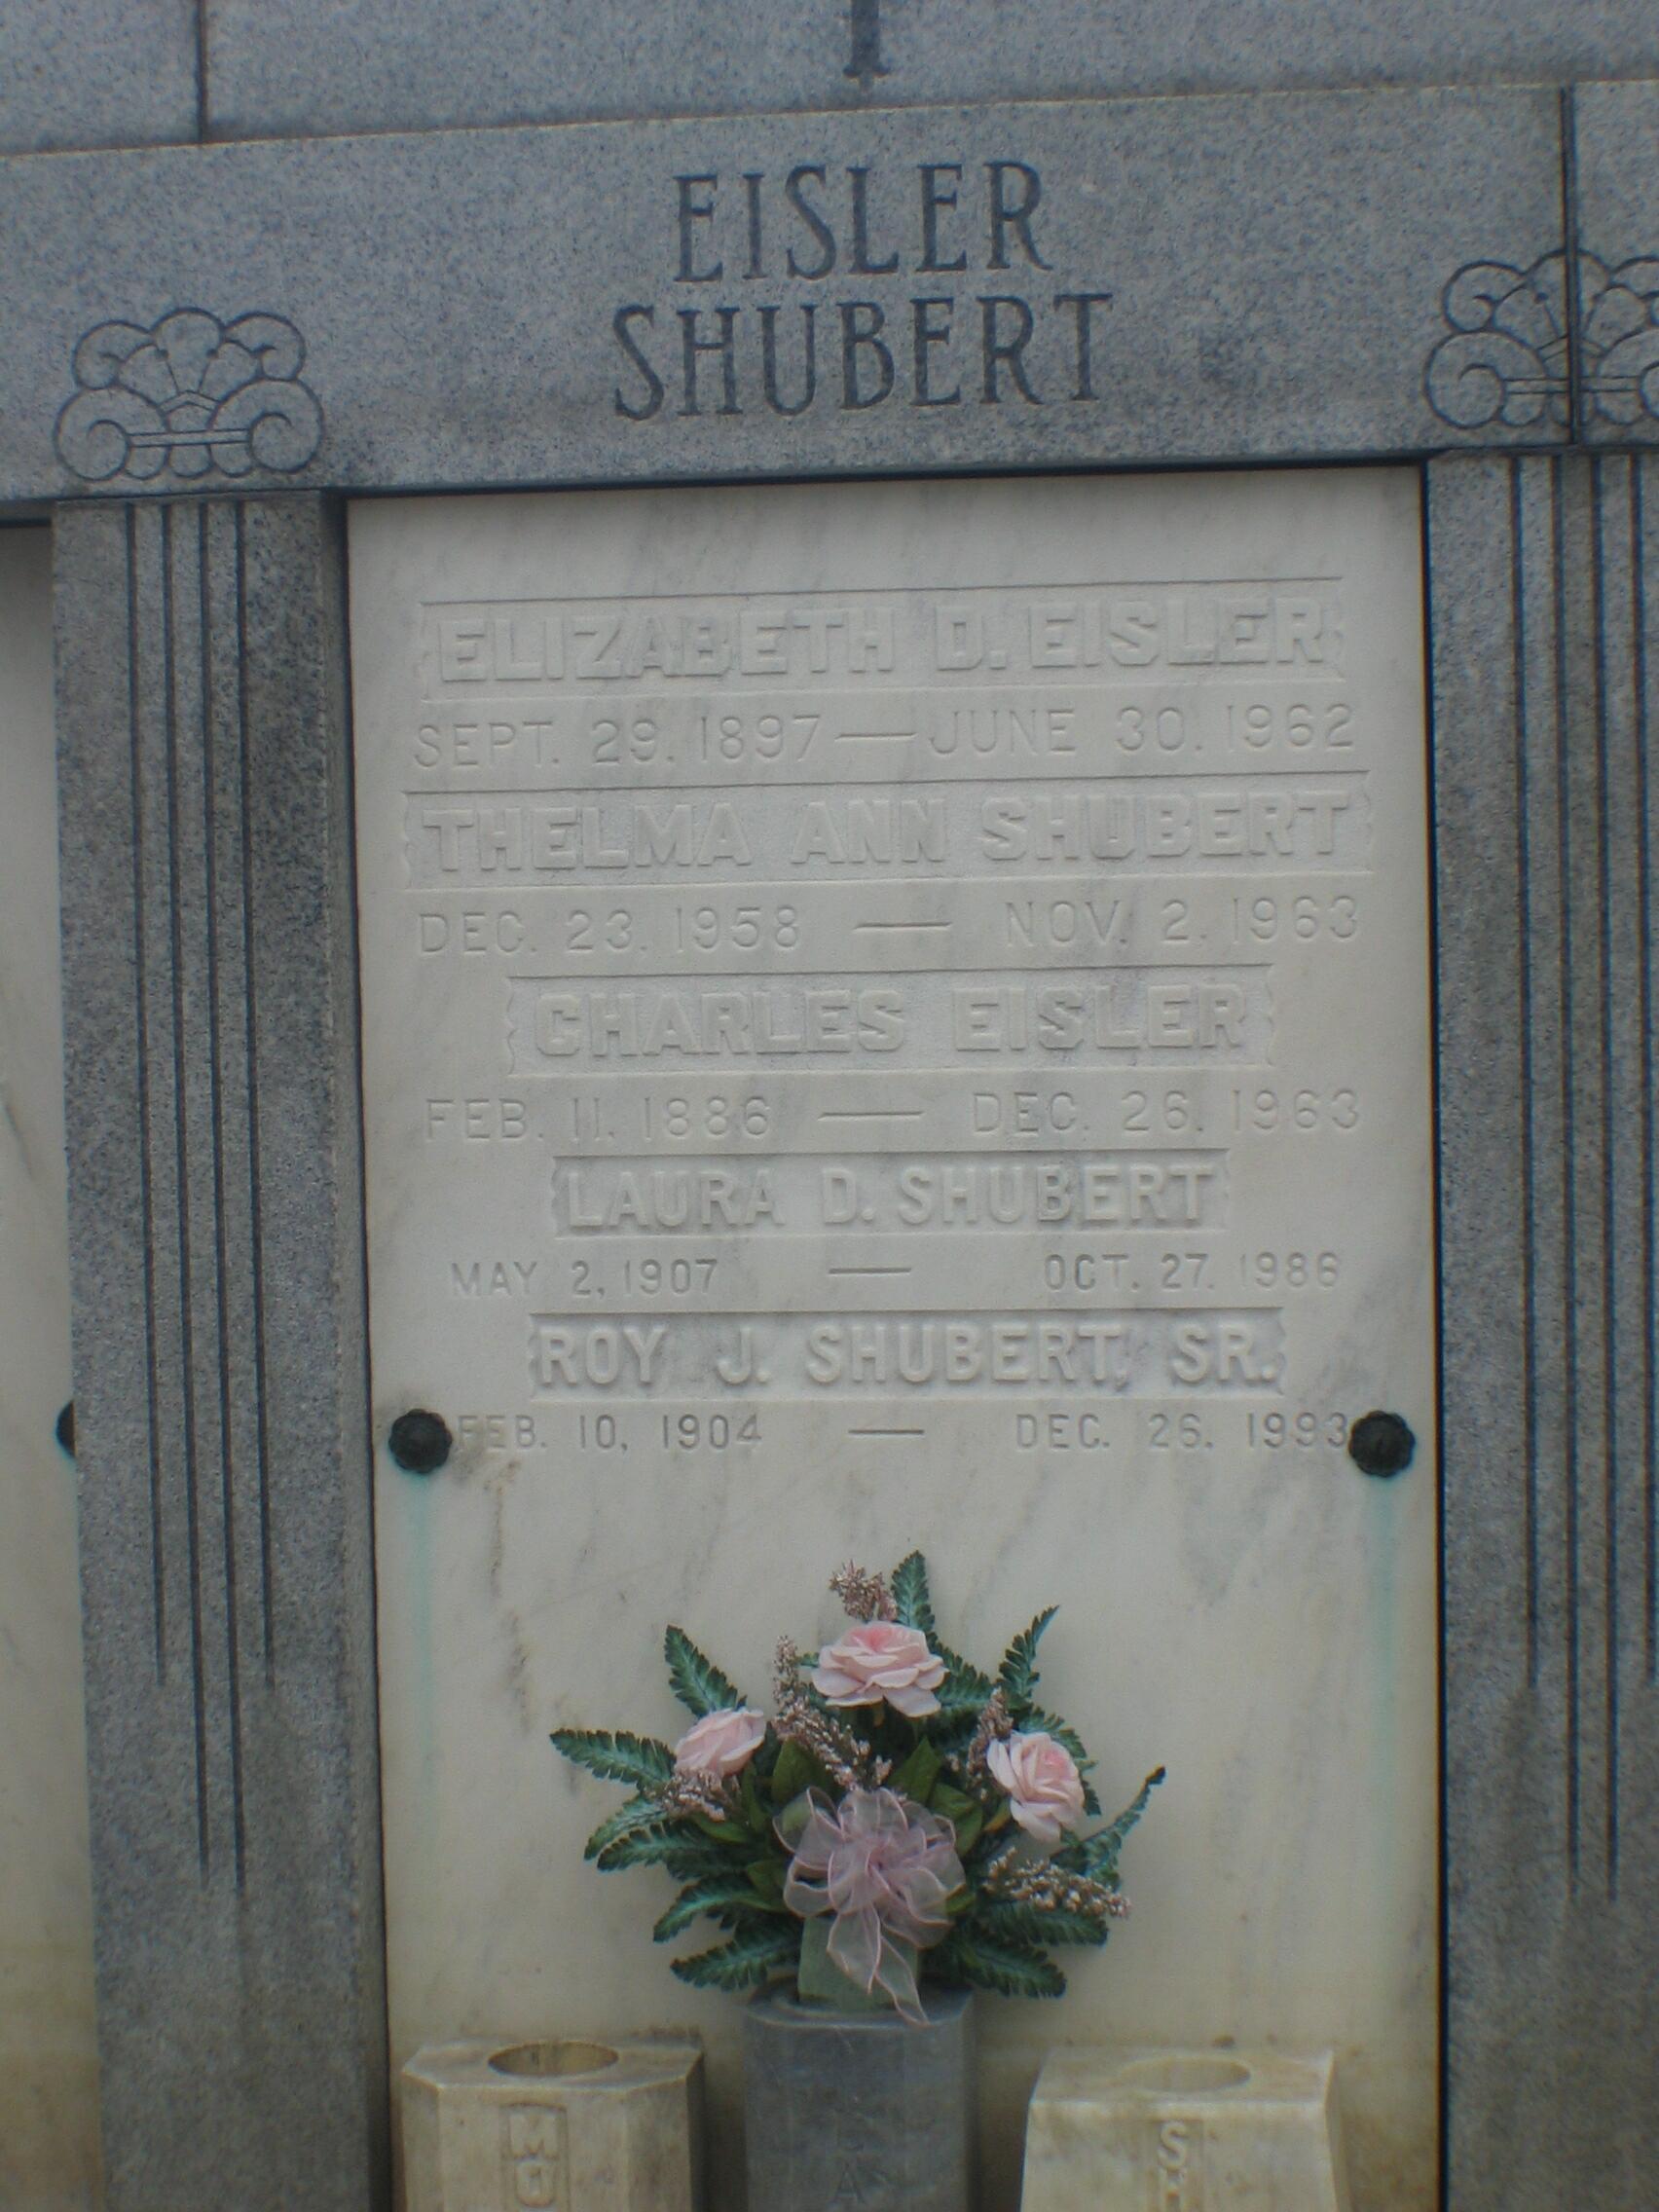 EISLER
SHUBERT
ELIZABETH D. EISLER
SEPT. 29. 1897 — JUNE 30. 1962
THELMA ANN SHUBERT
DEC. 23. 1958 — NOV. 2. 1963
CHARLES EISLER
FEB. 11. 1886 — DEC. 26. 1963
LAURA D. SHUBERT
MAY 2, 1907 — OCT. 27. 1986
ROY J. SHUBERT, SR.
FEB. 10, 1904 — DEC. 26. 1993
MO
A
SH